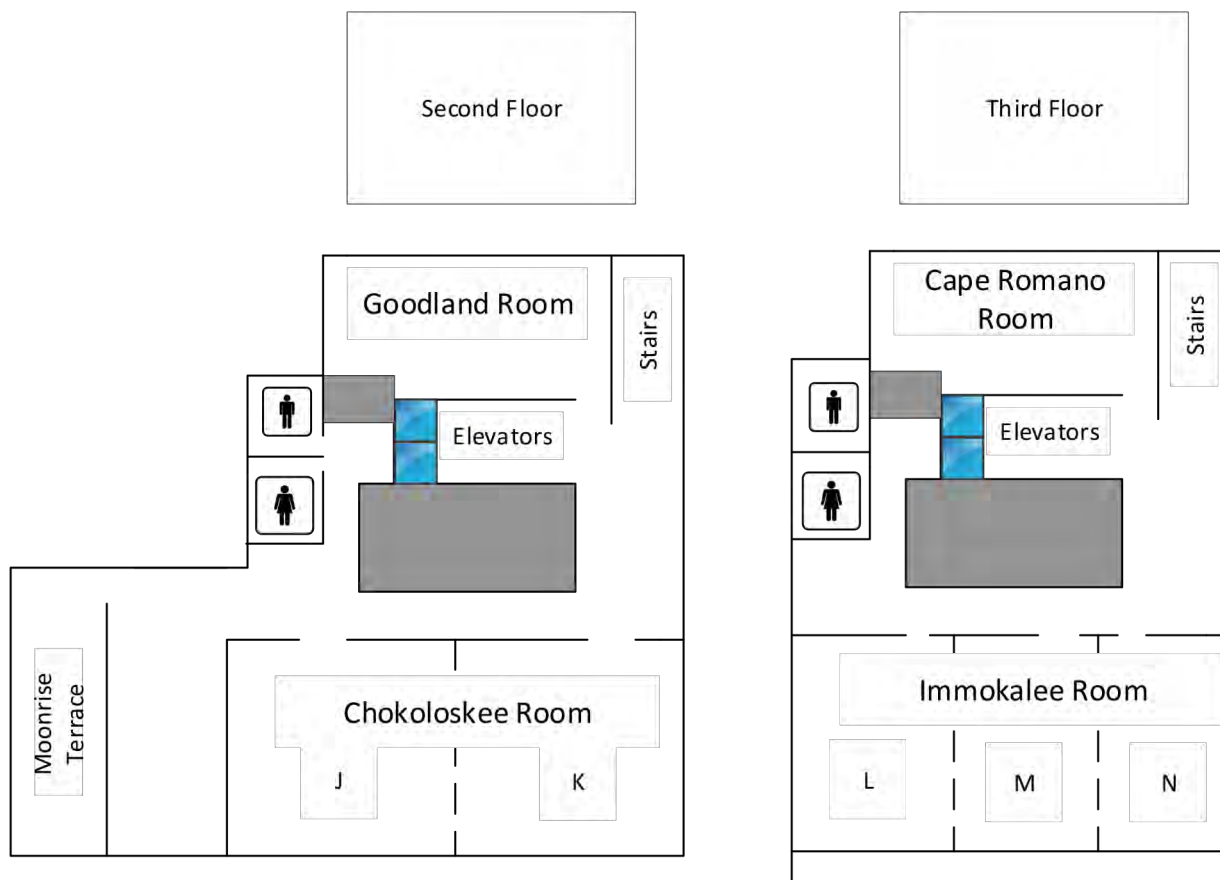 Second Floor
Goodland Room
Stairs
Elevators
Moonrise
Terrace
Chokoloskee Room
J
K
Third Floor
Cape Romano
Room
Stairs
Elevators
Immokalee Room
L
M
N